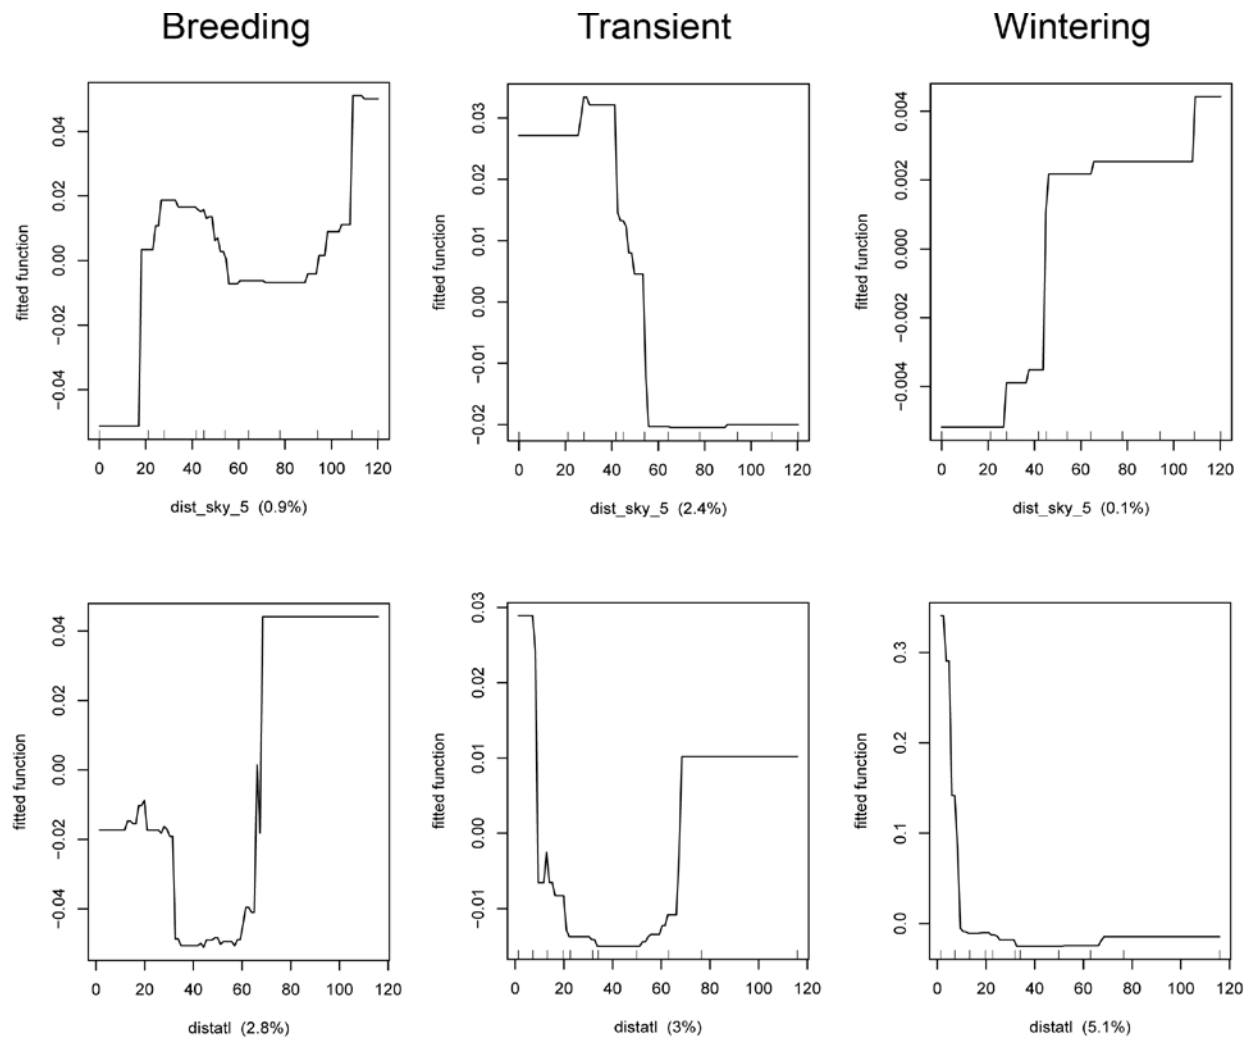 Breeding Transient Wintering
fitted function
−0.04 −0.02 0.00 0.02 0.04
0 20 40 60 80 100 120
dist_sky_5 (0.9%)
fitted function
−0.02 −0.01 0.00 0.01 0.02 0.03
0 20 40 60 80 100 120
dist_sky_5 (2.4%)
fitted function
−0.004 −0.002 0.000 0.002 0.004
0 20 40 60 80 100 120
dist_sky_5 (0.1%)
fitted function
−0.04 −0.02 0.00 0.02 0.04
0 20 40 60 80 100 120
distatl (2.8%)
fitted function
−0.01 0.00 0.01 0.02 0.03
0 20 40 60 80 100 120
distatl (3%)
fitted function
0.0 0.1 0.2 0.3
0 20 40 60 80 100 120
distatl (5.1%)